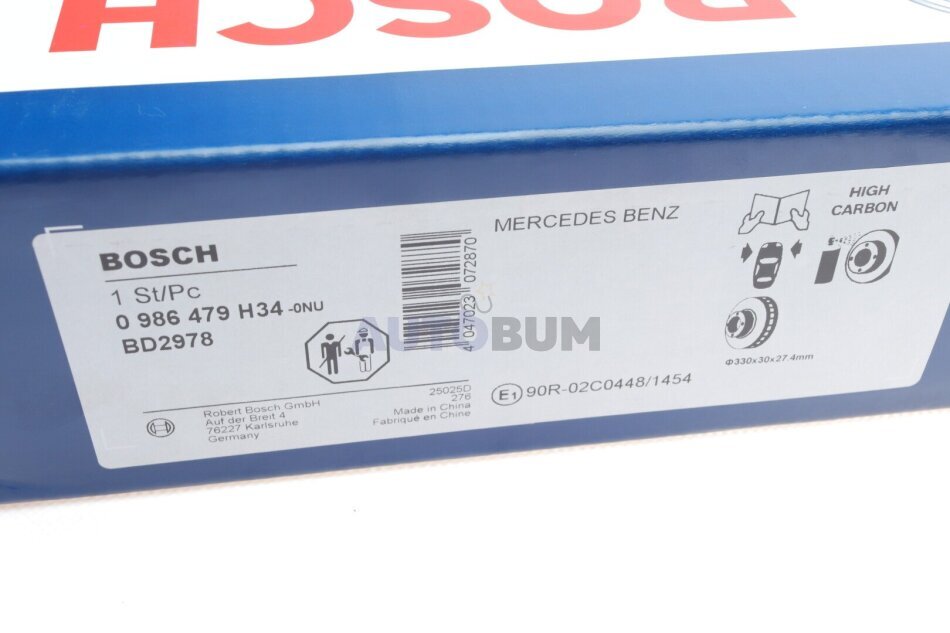 BOSCH
BOSCH
1 St/Pc
0 986 479 H34 -0NU
BD2978
4 047023 072870
MERCEDES BENZ
HIGH
CARBON
Φ330x30x27.4mm
AUTOBUM
Robert Bosch GmbH
Auf der Breit 4
76227 Karlsruhe
Germany
25025D
276
Made in China
Fabriqué en Chine
E1 90R-02C0448/1454